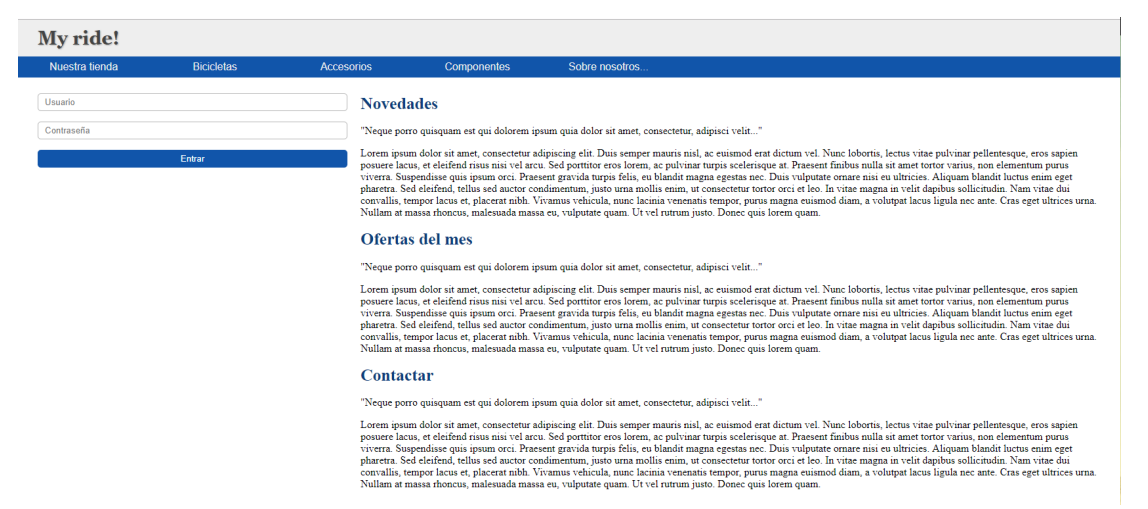 My ride!
Nuestra tienda Bicicletas Accesorios Componentes Sobre nosotros...
Usuario
Contraseña
Entrar
Novedades
"Neque porro quisquam est qui dolorem ipsum quia dolor sit amet, consectetur, adipisci velit..."
Lorem ipsum dolor sit amet, consectetur adipiscing elit. Duis semper mauris nisl, ac euismod erat dictum vel. Nunc lobortis, lectus vitae pulvinar pellentesque, eros sapien
posuere lacus, et eleifend risus nisi vel arcu. Sed porttitor eros lorem, ac pulvinar turpis scelerisque at. Praesent finibus nulla sit amet tortor varius, non elementum purus
viverra. Suspendisse quis ipsum orci. Praesent gravida turpis felis, eu blandit magna egestas nec. Duis vulputate ornare nisi eu ultricies. Aliquam blandit luctus enim eget
pharetra. Sed eleifend, tellus sed auctor condimentum, justo urna mollis enim, ut consectetur tortor orci et leo. In vitae magna in velit dapibus sollicitudin. Nam vitae dui
convallis, tempor lacus et, placerat nibh. Vivamus vehicula, nunc lacinia venenatis tempor, purus magna euismod diam, a volutpat lacus ligula nec ante. Cras eget ultrices urna.
Nullam at massa rhoncus, malesuada massa eu, vulputate quam. Ut vel rutrum justo. Donec quis lorem quam.
Ofertas del mes
"Neque porro quisquam est qui dolorem ipsum quia dolor sit amet, consectetur, adipisci velit..."
Lorem ipsum dolor sit amet, consectetur adipiscing elit. Duis semper mauris nisl, ac euismod erat dictum vel. Nunc lobortis, lectus vitae pulvinar pellentesque, eros sapien
posuere lacus, et eleifend risus nisi vel arcu. Sed porttitor eros lorem, ac pulvinar turpis scelerisque at. Praesent finibus nulla sit amet tortor varius, non elementum purus
viverra. Suspendisse quis ipsum orci. Praesent gravida turpis felis, eu blandit magna egestas nec. Duis vulputate ornare nisi eu ultricies. Aliquam blandit luctus enim eget
pharetra. Sed eleifend, tellus sed auctor condimentum, justo urna mollis enim, ut consectetur tortor orci et leo. In vitae magna in velit dapibus sollicitudin. Nam vitae dui
convallis, tempor lacus et, placerat nibh. Vivamus vehicula, nunc lacinia venenatis tempor, purus magna euismod diam, a volutpat lacus ligula nec ante. Cras eget ultrices urna.
Nullam at massa rhoncus, malesuada massa eu, vulputate quam. Ut vel rutrum justo. Donec quis lorem quam.
Contactar
"Neque porro quisquam est qui dolorem ipsum quia dolor sit amet, consectetur, adipisci velit..."
Lorem ipsum dolor sit amet, consectetur adipiscing elit. Duis semper mauris nisl, ac euismod erat dictum vel. Nunc lobortis, lectus vitae pulvinar pellentesque, eros sapien
posuere lacus, et eleifend risus nisi vel arcu. Sed porttitor eros lorem, ac pulvinar turpis scelerisque at. Praesent finibus nulla sit amet tortor varius, non elementum purus
viverra. Suspendisse quis ipsum orci. Praesent gravida turpis felis, eu blandit magna egestas nec. Duis vulputate ornare nisi eu ultricies. Aliquam blandit luctus enim eget
pharetra. Sed eleifend, tellus sed auctor condimentum, justo urna mollis enim, ut consectetur tortor orci et leo. In vitae magna in velit dapibus sollicitudin. Nam vitae dui
convallis, tempor lacus et, placerat nibh. Vivamus vehicula, nunc lacinia venenatis tempor, purus magna euismod diam, a volutpat lacus ligula nec ante. Cras eget ultrices urna.
Nullam at massa rhoncus, malesuada massa eu, vulputate quam. Ut vel rutrum justo. Donec quis lorem quam.